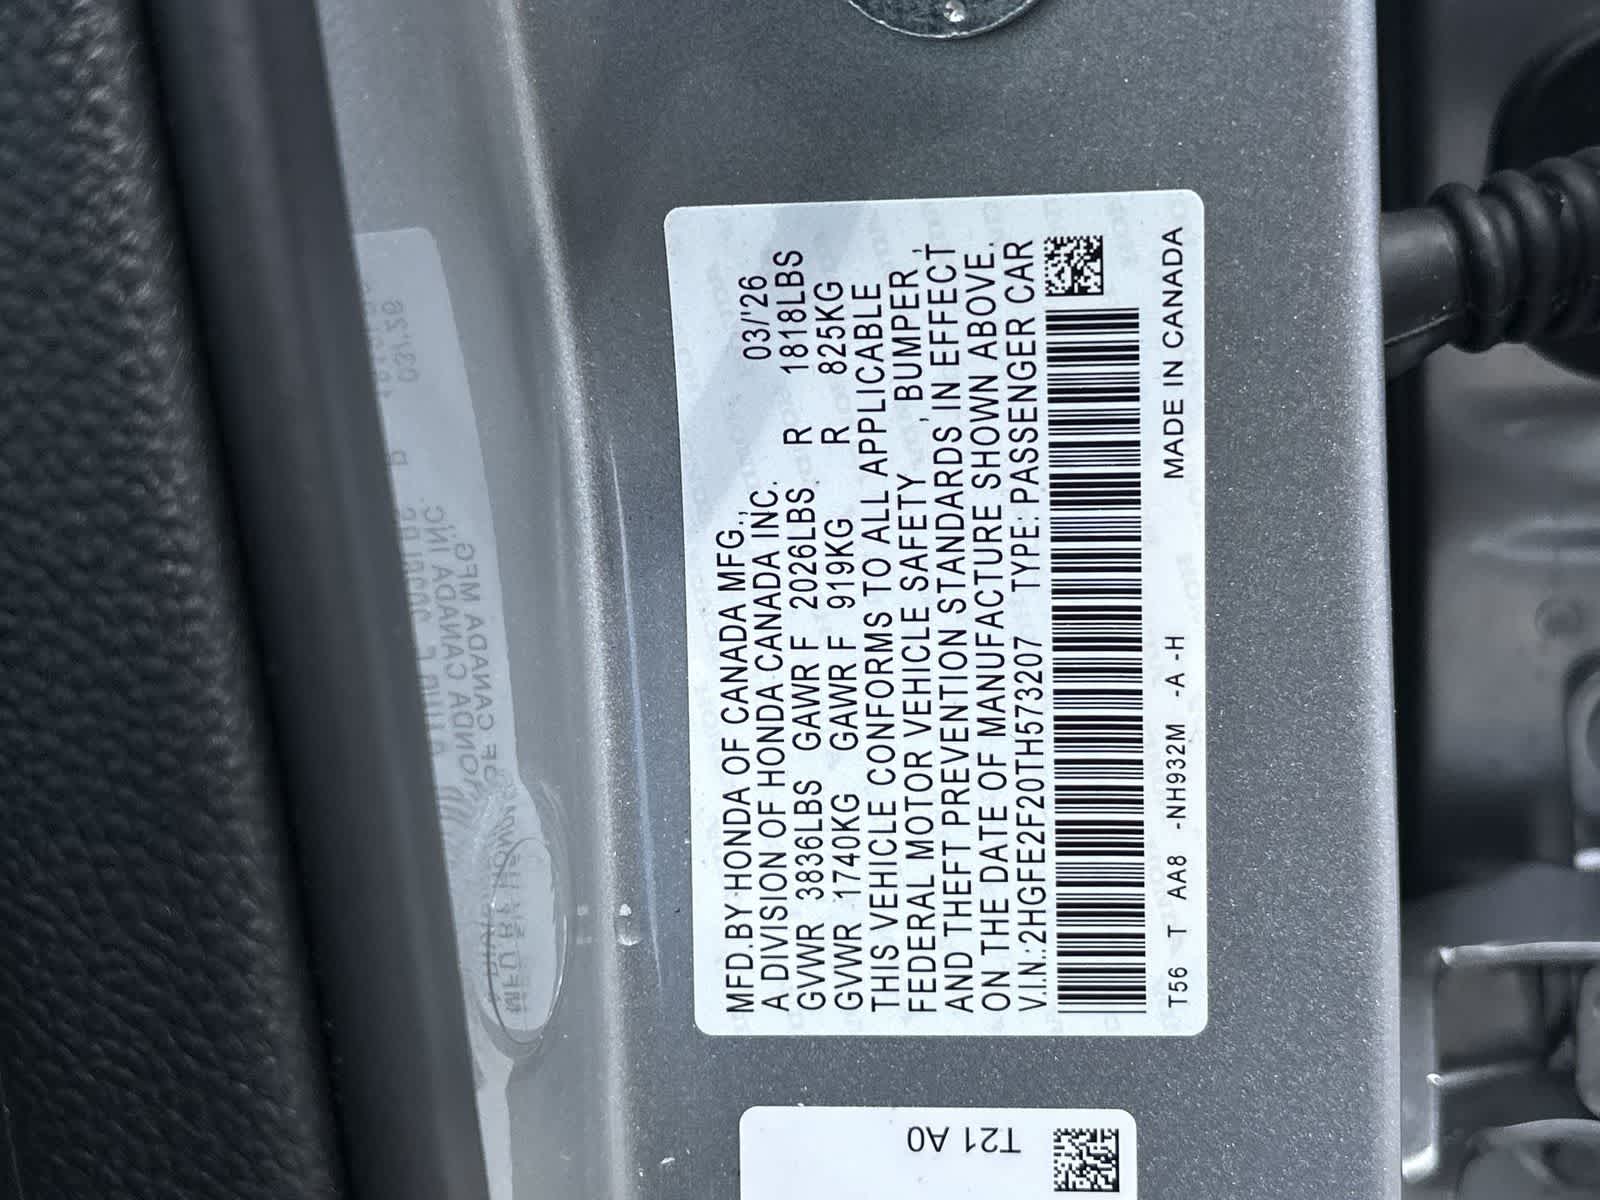 MFD.BY HONDA OF CANADA MFG.,
A DIVISION OF HONDA CANADA INC. 03/'26
GVWR 3836LBS GAWR F 2026LBS R 1818LBS
GVWR 1740KG GAWR F 919KG R 825KG
THIS VEHICLE CONFORMS TO ALL APPLICABLE
FEDERAL MOTOR VEHICLE SAFETY , BUMPER ,
AND THEFT PREVENTION STANDARDS IN EFFECT
ON THE DATE OF MANUFACTURE SHOWN ABOVE.
V.I.N.:2HGFE2F20TH573207 TYPE: PASSENGER CAR
T56 T AA8 -NH932M -A -H MADE IN CANADA
T21 A0